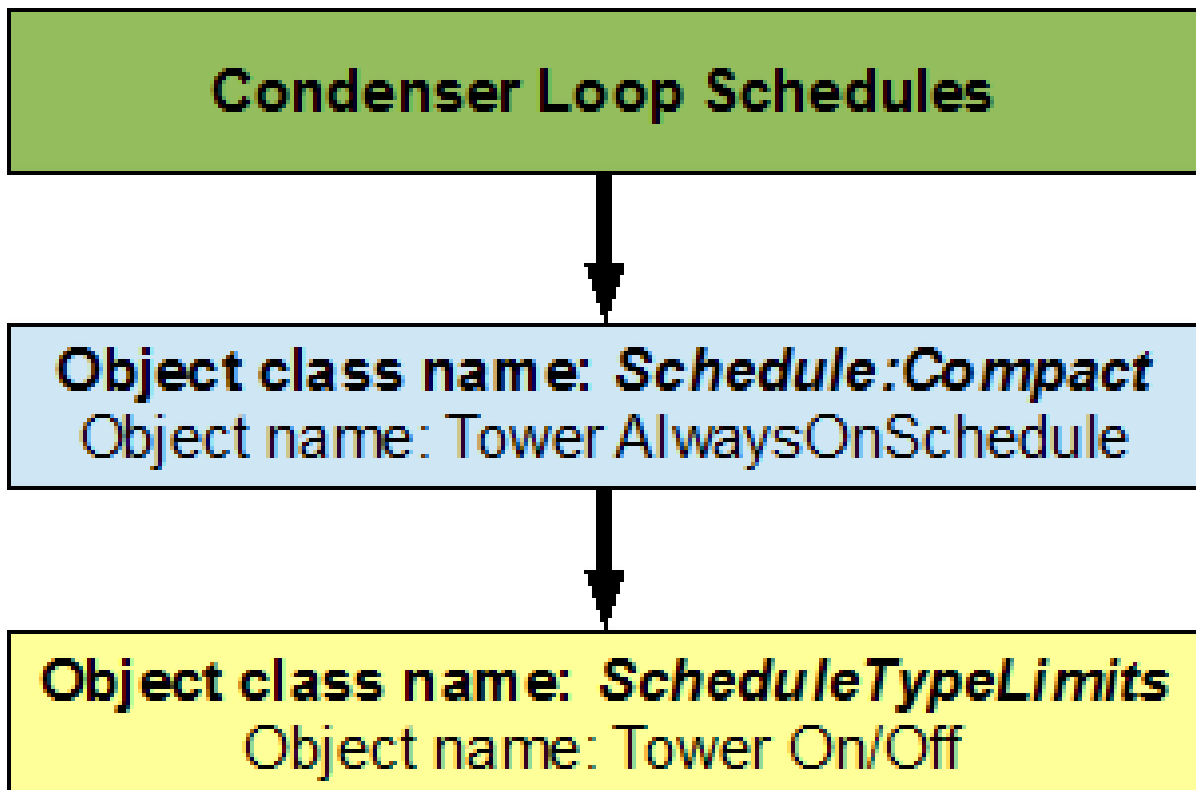 Condenser Loop Schedules
Object class name: Schedule:Compact
Object name: Tower AlwaysOnSchedule
Object class name: ScheduleTypeLimits
Object name: Tower On/Off